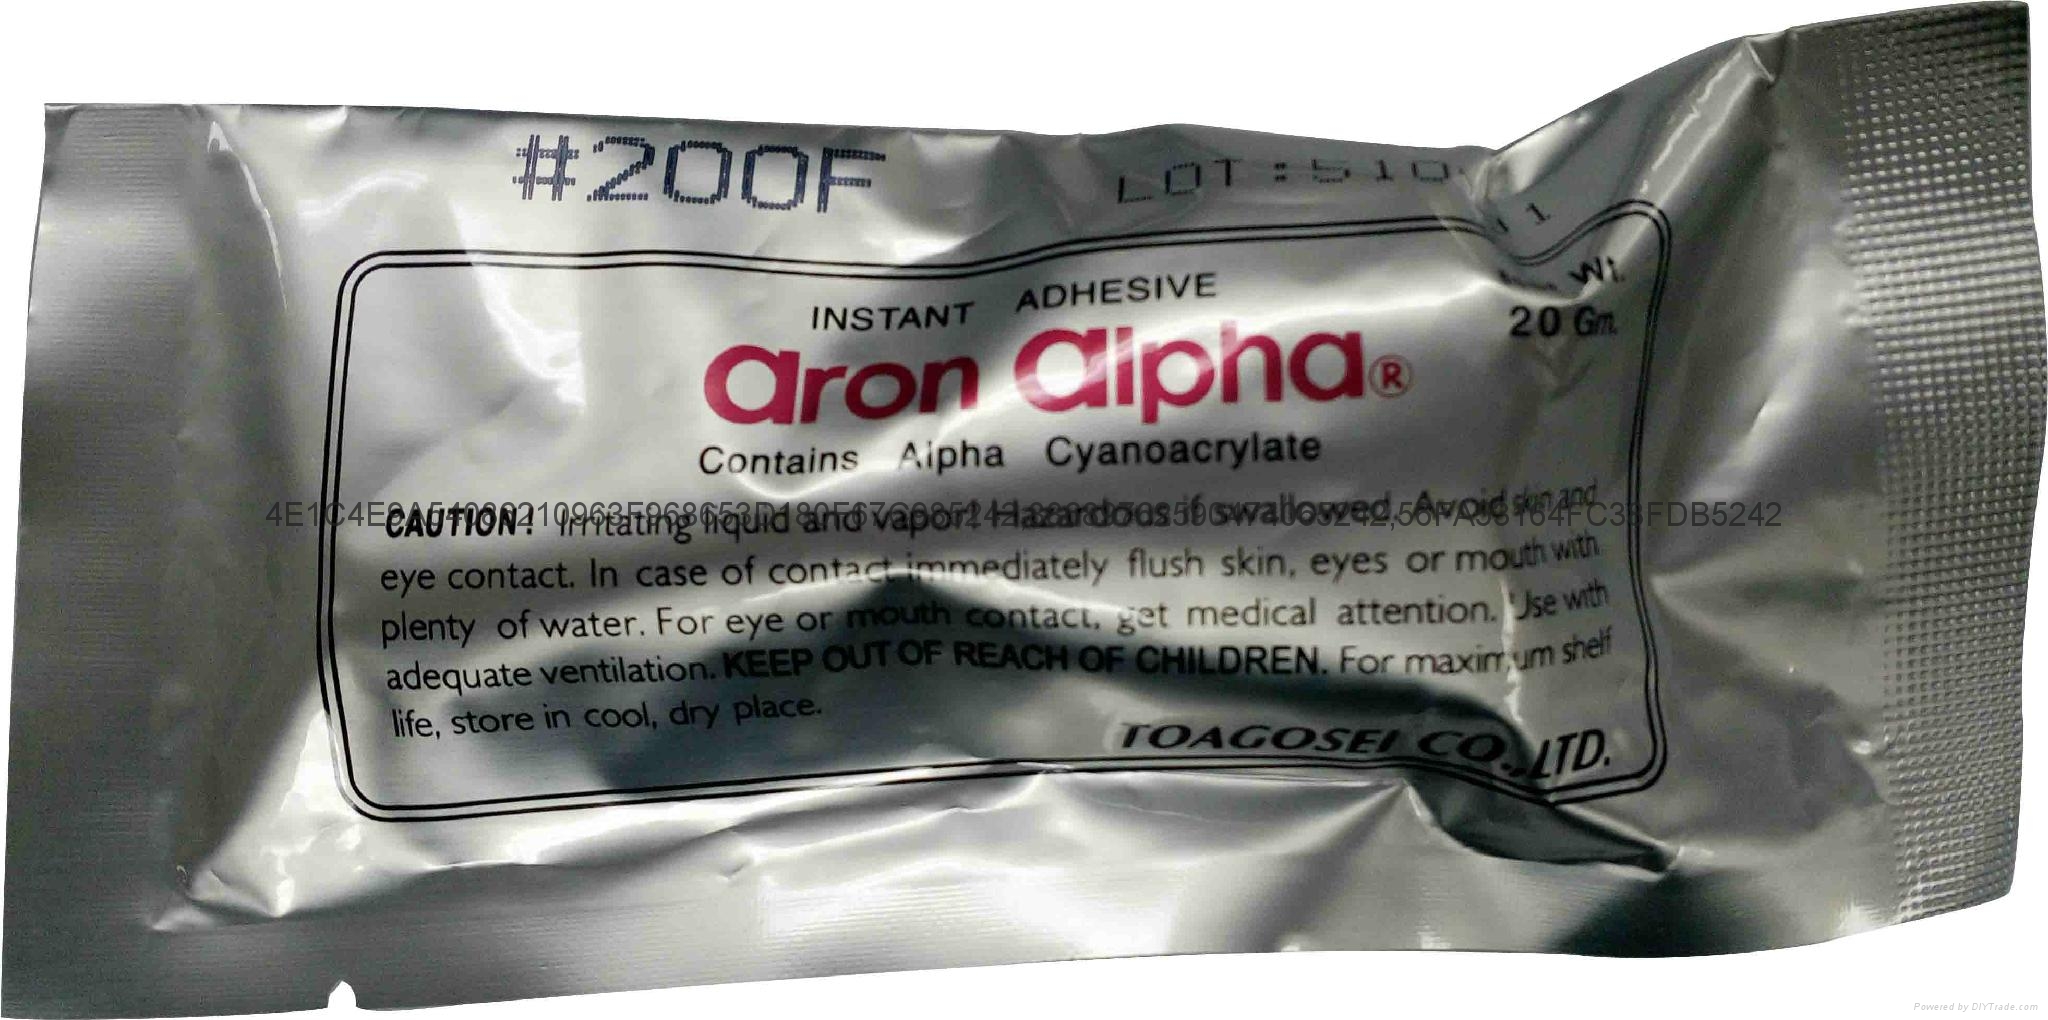 #200F
LOT:510
11
Wt.
20 Gm.
INSTANT ADHESIVE
aron alpha®
Contains Alpha Cyanoacrylate
CAUTION! Irritating liquid and vapor! Hazardous if swallowed. Avoid skin and
eye contact. In case of contact immediately flush skin, eyes or mouth with
plenty of water. For eye or mouth contact, get medical attention. Use with
adequate ventilation. KEEP OUT OF REACH OF CHILDREN. For maximum shelf
life, store in cool, dry place.
TOAGOSEI CO., LTD.
Powered by DIYTrade.com